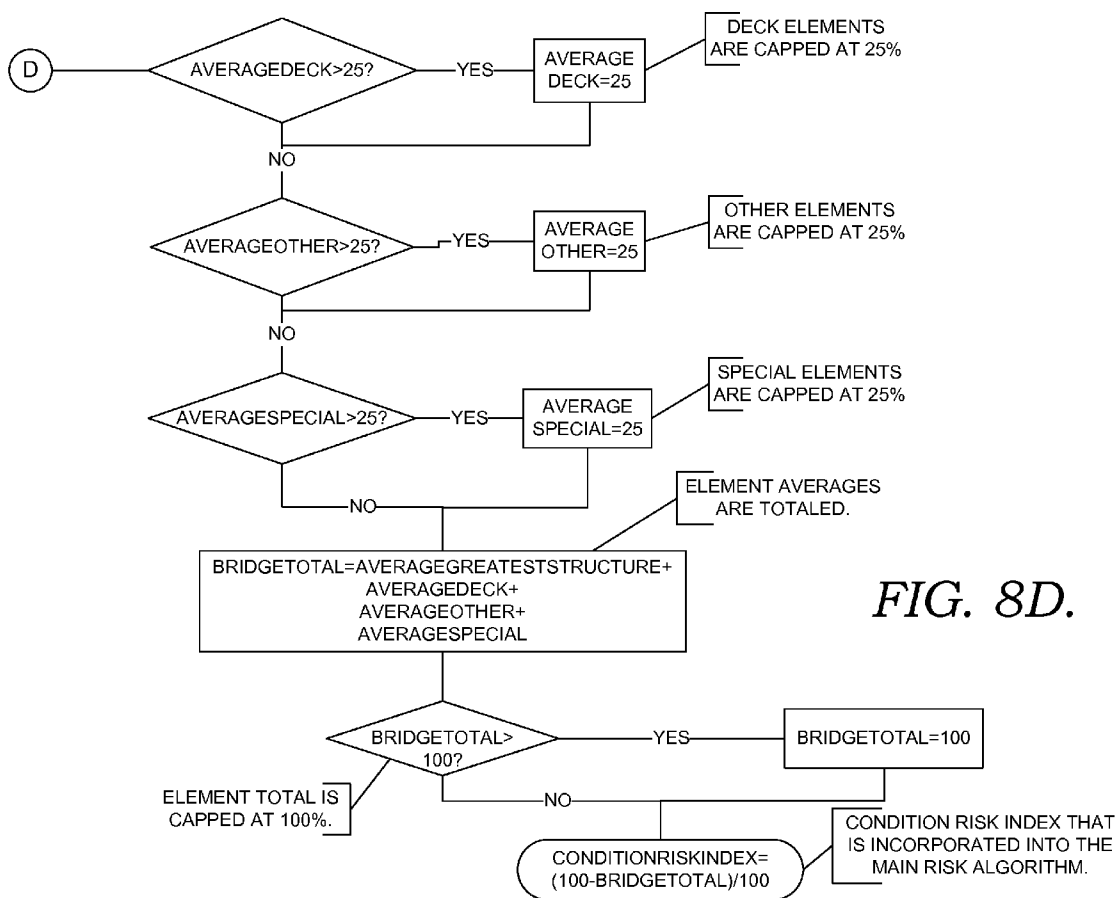 D
AVERAGEDECK>25?
YES
AVERAGE
DECK=25
DECK ELEMENTS
ARE CAPPED AT 25%
NO
AVERAGEOTHER>25?
YES
AVERAGE
OTHER=25
OTHER ELEMENTS
ARE CAPPED AT 25%
NO
AVERAGESPECIAL>25?
YES
AVERAGE
SPECIAL=25
SPECIAL ELEMENTS
ARE CAPPED AT 25%
NO
ELEMENT AVERAGES
ARE TOTALED.
BRIDGETOTAL=AVERAGEGREATESTSTRUCTURE+
AVERAGEDECK+
AVERAGEOTHER+
AVERAGESPECIAL
FIG. 8D.
BRIDGETOTAL>
100?
YES
BRIDGETOTAL=100
ELEMENT TOTAL IS
CAPPED AT 100%.
NO
CONDITIONRISKINDEX=
(100-BRIDGETOTAL)/100
CONDITION RISK INDEX THAT
IS INCORPORATED INTO THE
MAIN RISK ALGORITHM.